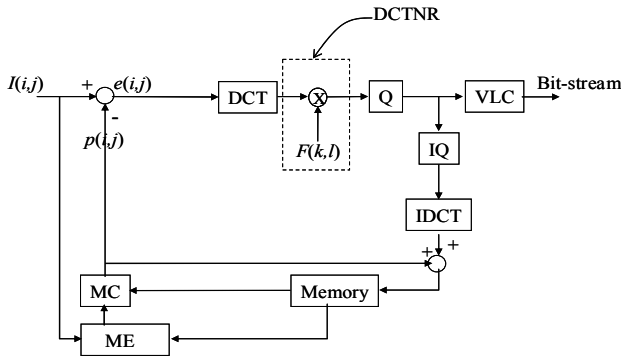 DCTNR
I(i,j)
+
e(i,j)
DCT
X
Q
VLC
Bit-stream
-
p(i,j)
F(k,l)
IQ
IDCT
+
+
MC
Memory
ME